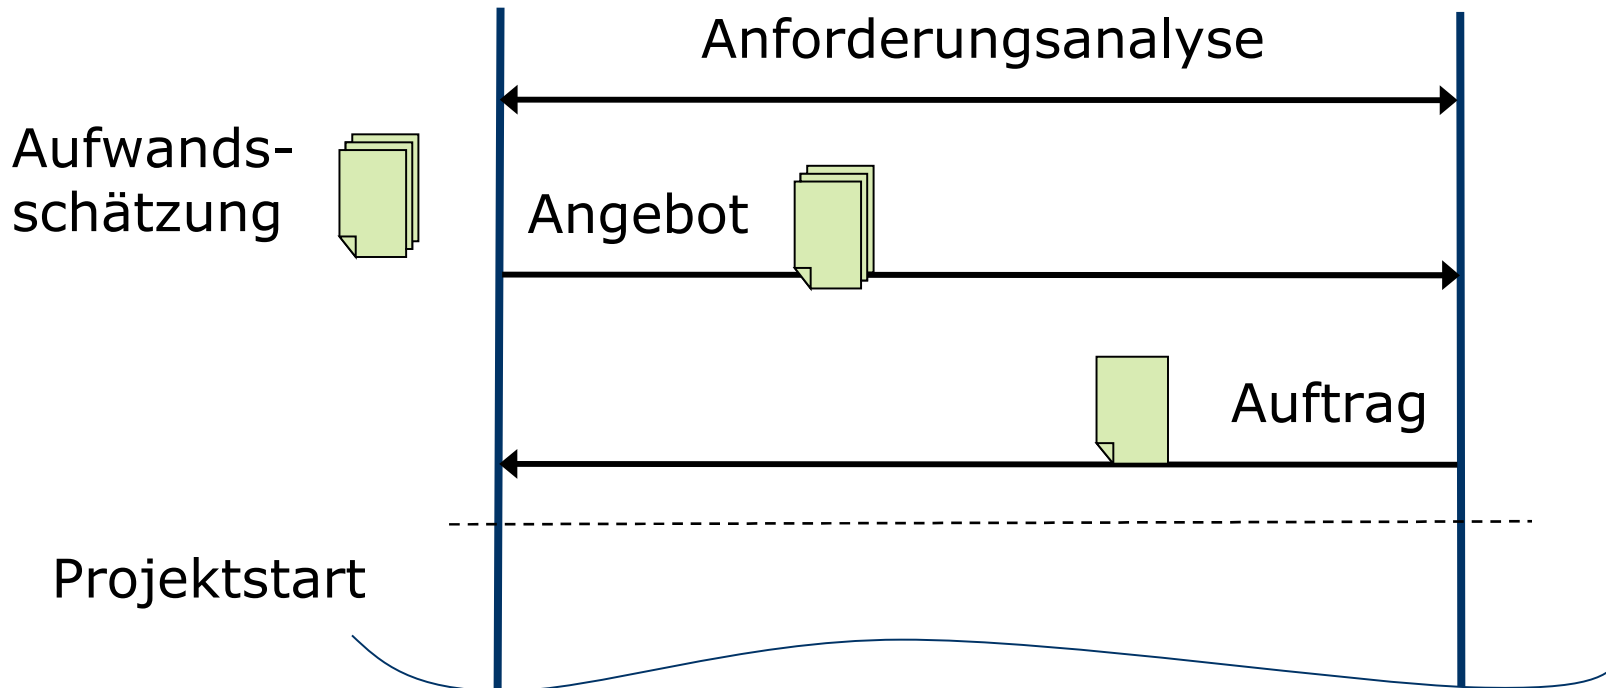 Anforderungsanalyse
Aufwands-
schätzung
Angebot
Auftrag
Projektstart